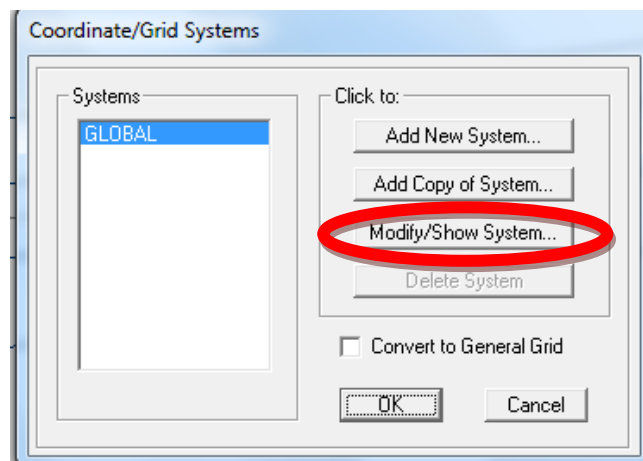 Coordinate/Grid Systems
Systems
GLOBAL
Click to:
Add New System...
Add Copy of System...
Modify/Show System...
Delete System
Convert to General Grid
OK
Cancel